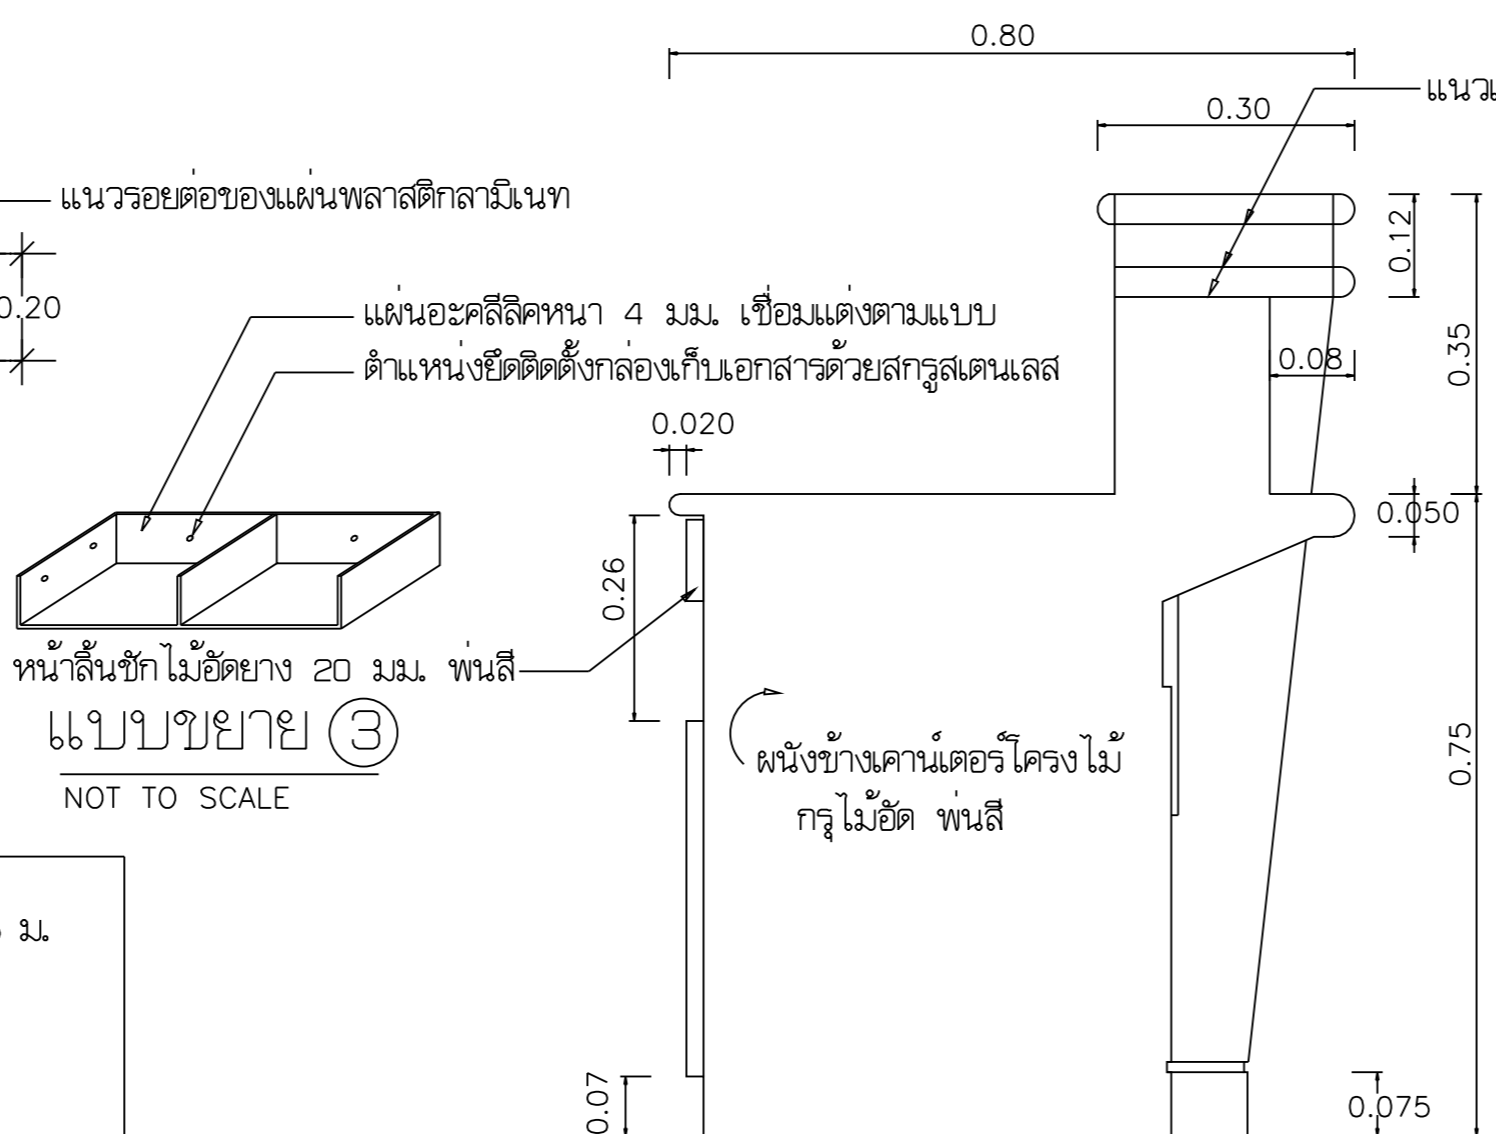 0.80
0.30
แนวรอยต่อของแผ่นพลาสติกลามิเนท
0.12
0.20
แผ่นอะคลีลิคหนา 4 มม. เชื่อมแต่งตามแบบ
ตำแหน่งยึดติดตั้งกล่องเก็บเอกสารด้วยสกรูสเตนเลส
0.35
0.08
0.020
0.050
0.26
หน้าลิ้นชักไม้อัดยาง 20 มม. พ่นสี
แบบขยาย 3
NOT TO SCALE
ผนังข้างเคาน์เตอร์โครงไม้
กรุไม้อัด พ่นสี
0.75
ม.
0.07
0.075